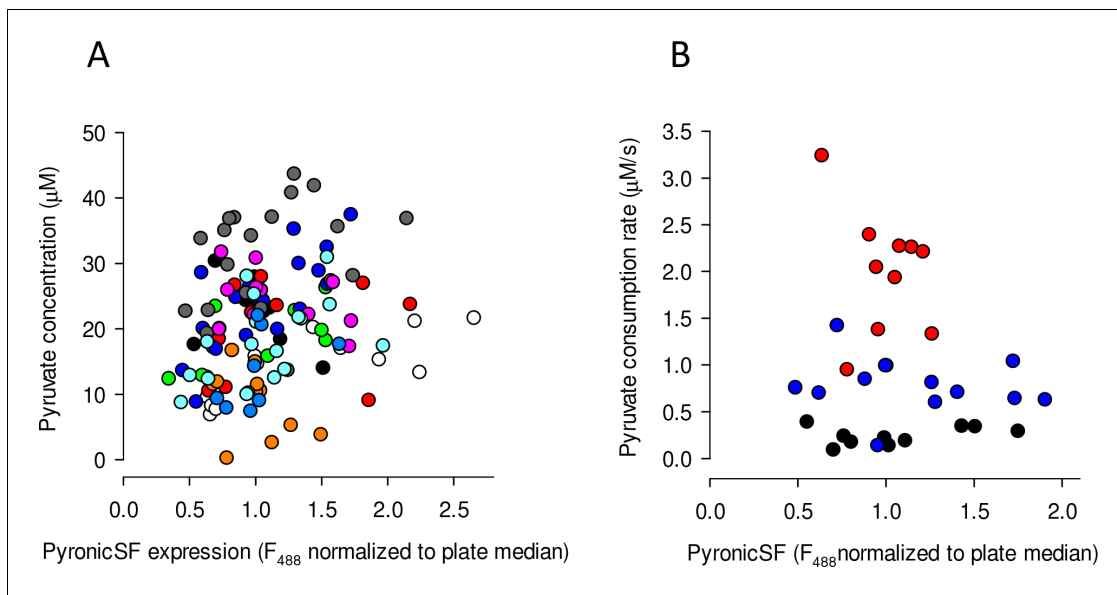 A
B
Pyruvate concentration (μM)
50
40
30
20
10
0
0.0 0.5 1.0 1.5 2.0 2.5
PyronicSF expression (F488 normalized to plate median)
Pyruvate consumption rate (μM/s)
3.5
3.0
2.5
2.0
1.5
1.0
0.5
0.0
0.0 0.5 1.0 1.5 2.0
PyronicSF (F488normalized to plate median)